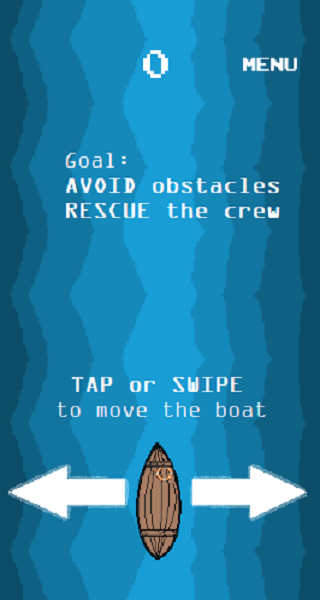 0
MENU
Goal:
AVOID obstacles
RESCUE the crew
TAP or SWIPE
to move the boat